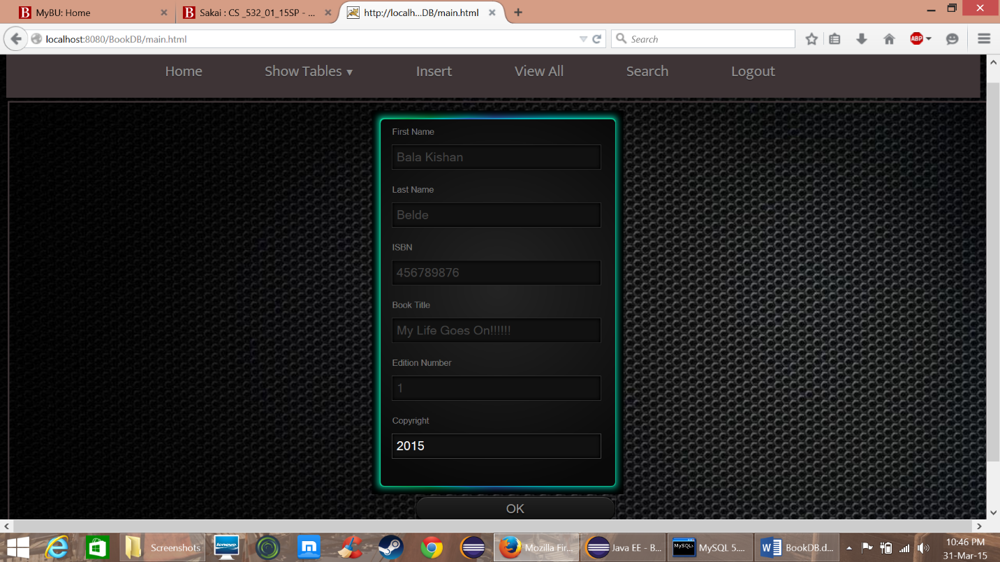 MyBU: Home
Sakai : CS _532_01_15SP - ...
http://localh...DB/main.html
localhost:8080/BookDB/main.html
Search
ABP
Home
Show Tables ▾
Insert
View All
Search
Logout
First Name
Bala Kishan
Last Name
Belde
ISBN
456789876
Book Title
My Life Goes On!!!!!!
Edition Number
1
Copyright
2015
OK
Screenshots
lenovo
Mozilla Fir...
Java EE - B...
MySQL 5....
BookDB.d...
10:46 PM
31-Mar-15